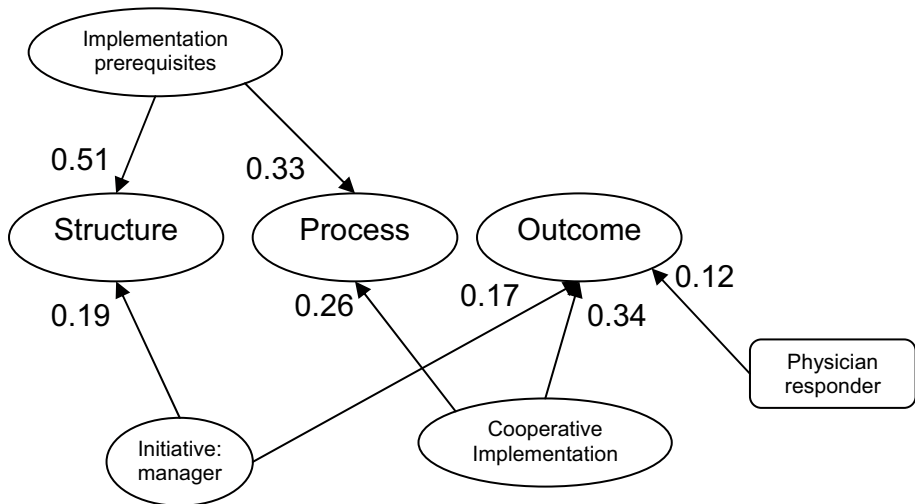 Implementation
prerequisites
0.51
0.33
Structure
Process
Outcome
0.19
0.26
0.17
0.34
0.12
Physician
responder
Initiative:
manager
Cooperative
Implementation